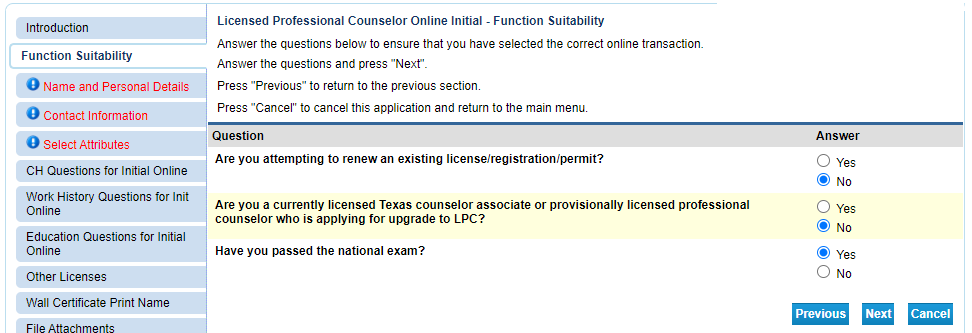 Introduction
Function Suitability
Name and Personal Details
Contact Information
Select Attributes
CH Questions for Initial Online
Work History Questions for Init
Online
Education Questions for Initial
Online
Other Licenses
Wall Certificate Print Name
File Attachments
Licensed Professional Counselor Online Initial - Function Suitability
Answer the questions below to ensure that you have selected the correct online transaction.
Answer the questions and press "Next".
Press "Previous" to return to the previous section.
Press "Cancel" to cancel this application and return to the main menu.
Question Answer
Are you attempting to renew an existing license/registration/permit?
Yes
No
Are you a currently licensed Texas counselor associate or provisionally licensed professional
counselor who is applying for upgrade to LPC?
Yes
No
Have you passed the national exam?
Yes
No
Previous Next Cancel